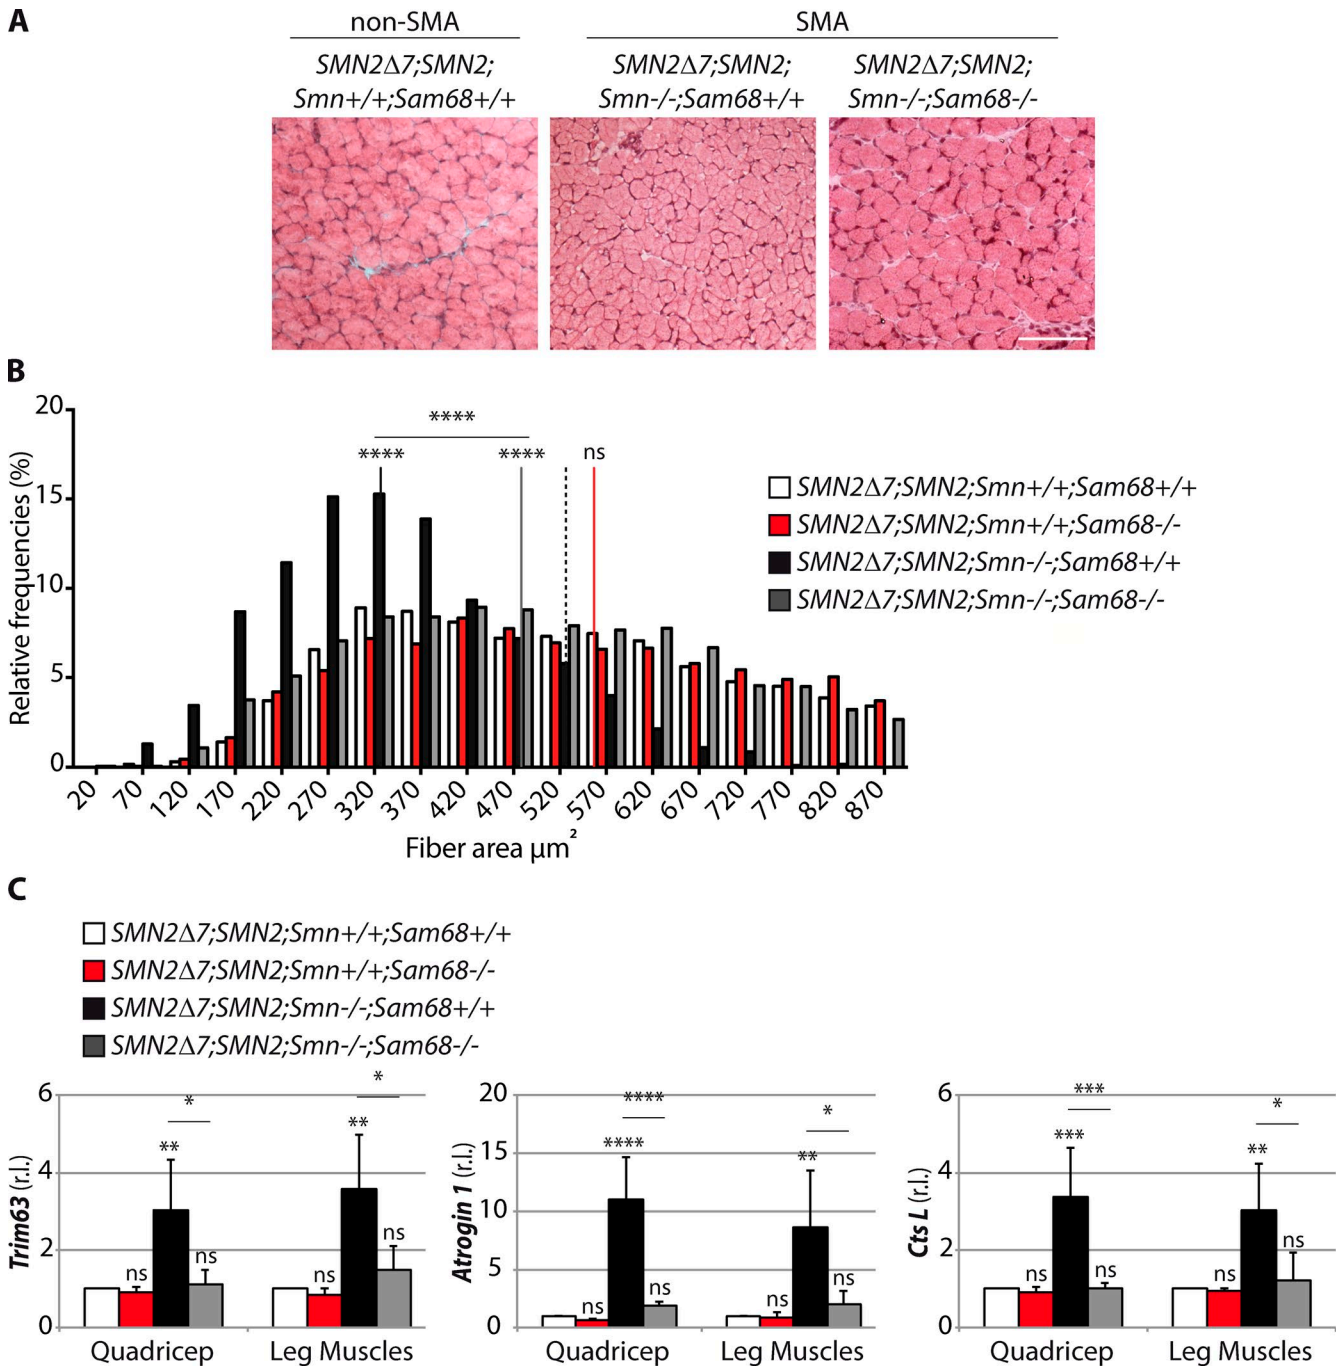 A
non-SMA
SMA
SMN2Δ7;SMN2;
Smn+/+;Sam68+/+
SMN2Δ7;SMN2;
Smn-/-;Sam68+/+
SMN2Δ7;SMN2;
Smn-/-;Sam68-/-
B
Relative frequencies (%)
20
15
10
5
0
****
****
****
ns
SMN2Δ7;SMN2;Smn+/+;Sam68+/+
SMN2Δ7;SMN2;Smn+/+;Sam68-/-
SMN2Δ7;SMN2;Smn-/-;Sam68+/+
SMN2Δ7;SMN2;Smn-/-;Sam68-/-
20 70 120 170 220 270 320 370 420 470 520 570 620 670 720 770 820 870
Fiber area µm²
C
SMN2Δ7;SMN2;Smn+/+;Sam68+/+
SMN2Δ7;SMN2;Smn+/+;Sam68-/-
SMN2Δ7;SMN2;Smn-/-;Sam68+/+
SMN2Δ7;SMN2;Smn-/-;Sam68-/-
Trim63 (r.l.)
6
4
2
0
*
**
ns
ns
*
**
ns
ns
Quadricep
Leg Muscles
Atrogin 1 (r.l.)
20
15
10
5
0
****
****
ns
ns
*
**
ns
ns
Quadricep
Leg Muscles
Cts L (r.l.)
6
4
2
0
***
***
ns
ns
*
**
ns
ns
Quadricep
Leg Muscles